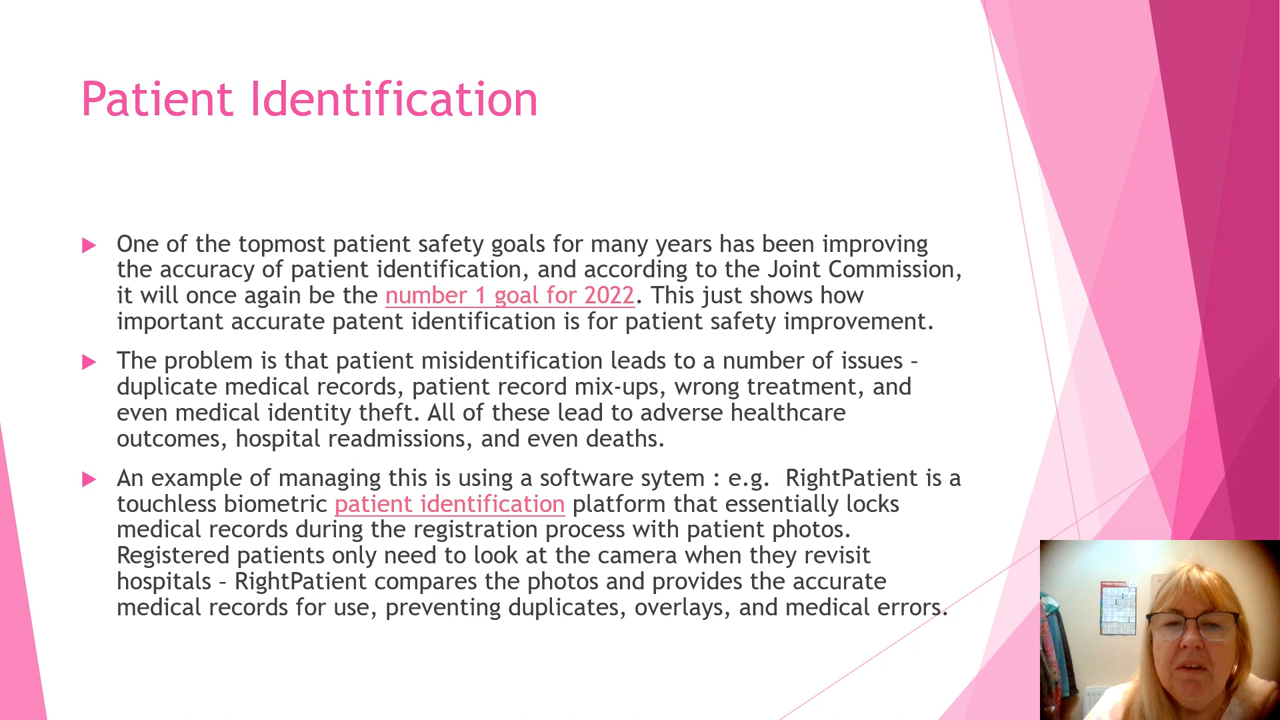 Patient Identification
One of the topmost patient safety goals for many years has been improving
the accuracy of patient identification, and according to the Joint Commission,
it will once again be the number 1 goal for 2022. This just shows how
important accurate patent identification is for patient safety improvement.
The problem is that patient misidentification leads to a number of issues –
duplicate medical records, patient record mix-ups, wrong treatment, and
even medical identity theft. All of these lead to adverse healthcare
outcomes, hospital readmissions, and even deaths.
An example of managing this is using a software sytem : e.g.  RightPatient is a
touchless biometric patient identification platform that essentially locks
medical records during the registration process with patient photos.
Registered patients only need to look at the camera when they revisit
hospitals – RightPatient compares the photos and provides the accurate
medical records for use, preventing duplicates, overlays, and medical errors.